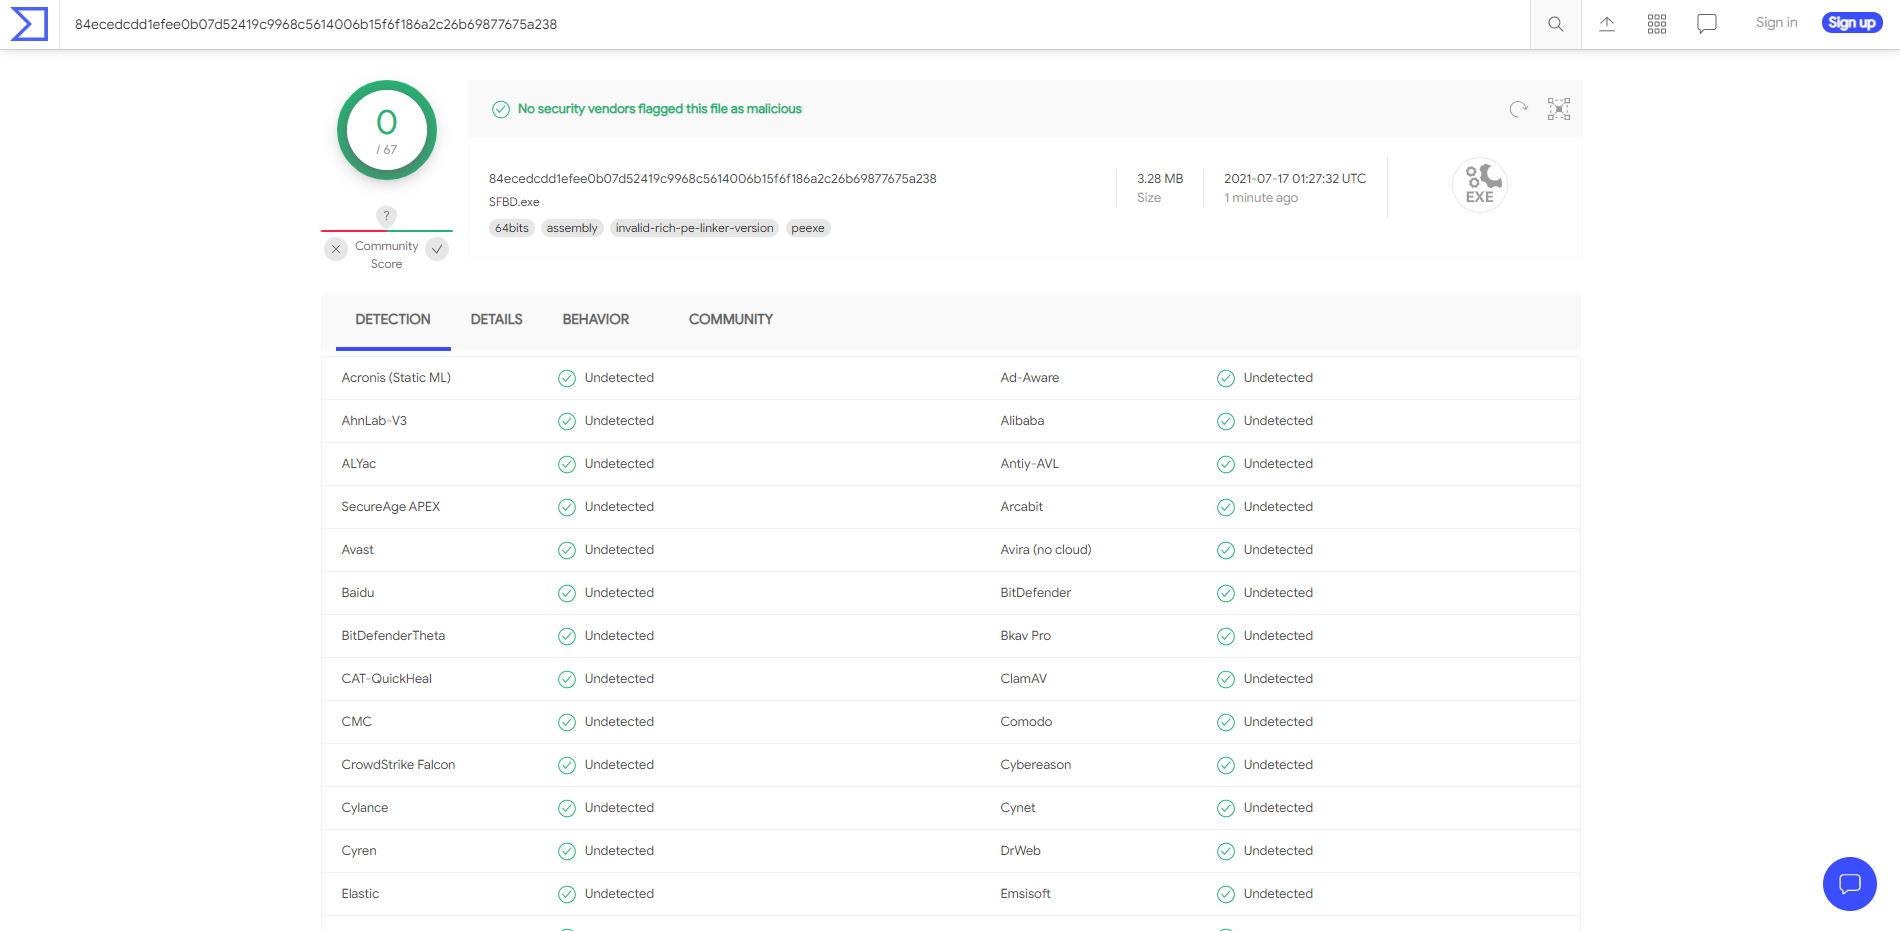 84ecedcdd1efee0b07d52419c9968c5614006b15f6f186a2c26b69877675a238
Sign in
Sign up
0
/ 67
?
Community
Score
No security vendors flagged this file as malicious
84ecedcdd1efee0b07d52419c9968c5614006b15f6f186a2c26b69877675a238
SFBD.exe
64bits assembly invalid-rich-pe-linker-version peexe
3.28 MB
Size
2021-07-17 01:27:32 UTC
1 minute ago
EXE
DETECTION DETAILS BEHAVIOR COMMUNITY
Acronis (Static ML) Undetected Ad-Aware Undetected
AhnLab-V3 Undetected Alibaba Undetected
ALYac Undetected Antiy-AVL Undetected
SecureAge APEX Undetected Arcabit Undetected
Avast Undetected Avira (no cloud) Undetected
Baidu Undetected BitDefender Undetected
BitDefenderTheta Undetected Bkav Pro Undetected
CAT-QuickHeal Undetected ClamAV Undetected
CMC Undetected Comodo Undetected
CrowdStrike Falcon Undetected Cybereason Undetected
Cylance Undetected Cynet Undetected
Cyren Undetected DrWeb Undetected
Elastic Undetected Emsisoft Undetected